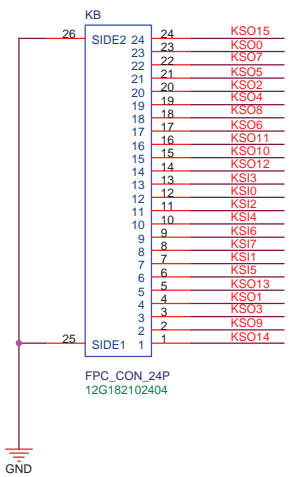 KB
26 SIDE2 24 24 KSO15
23 23 KSO0
22 22 KSO7
21 21 KSO5
20 20 KSO2
19 19 KSO4
18 18 KSO8
17 17 KSO6
16 16 KSO11
15 15 KSO10
14 14 KSO12
13 13 KSI3
12 12 KSI0
11 11 KSI2
10 10 KSI4
9 9 KSI6
8 8 KSI7
7 7 KSI1
6 6 KSI5
5 5 KSO13
4 4 KSO1
3 3 KSO3
2 2 KSO9
25 SIDE1 1 1 KSO14
FPC_CON_24P
12G182102404
GND